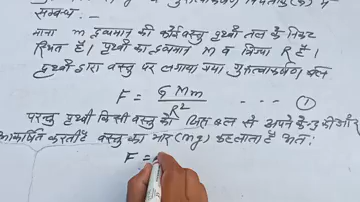 सम्बन्ध :-
माना m द्रव्यमान की कोई वस्तु पृथ्वी तल के निकट
स्थित है। पृथ्वी का द्रव्यमान M व त्रिज्या R है।
पृथ्वी द्वारा वस्तु पर लगाया गया गुरुत्वाकर्षण बल
F = G M m / R² - - - ①
परन्तु पृथ्वी किसी वस्तु को जिस बल से अपने केन्द्र की ओर
आकर्षित करती है वस्तु का भार (mg) कहलाता है अतः
F =